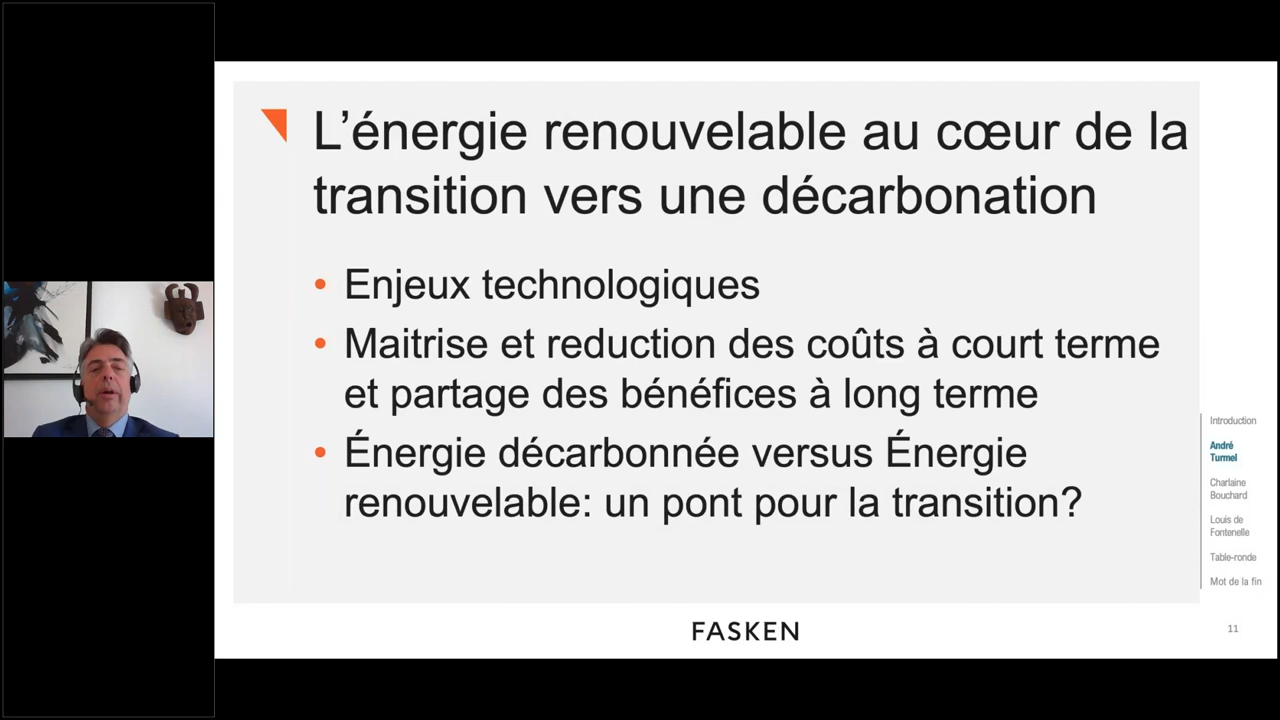 L’énergie renouvelable au cœur de la
transition vers une décarbonation
• Enjeux technologiques
• Maitrise et reduction des coûts à court terme
et partage des bénéfices à long terme
• Énergie décarbonnée versus Énergie
renouvelable: un pont pour la transition?
Introduction
André
Turmel
Charlaine
Bouchard
Louis de
Fontenelle
Table-ronde
Mot de la fin
FASKEN
11